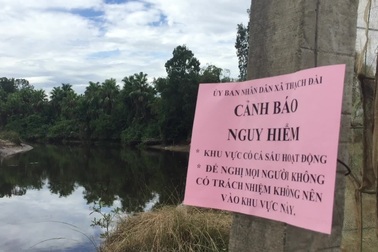 ỦY BAN NHÂN DÂN XÃ THẠCH ĐÀI
CẢNH BÁO
NGUY HIỂM
* KHU VỰC CÓ CÁ SẤU HOẠT ĐỘNG
* ĐỀ NGHỊ MỌI NGƯỜI KHÔNG
CÓ TRÁCH NHIỆM KHÔNG NÊN
VÀO KHU VỰC NÀY.